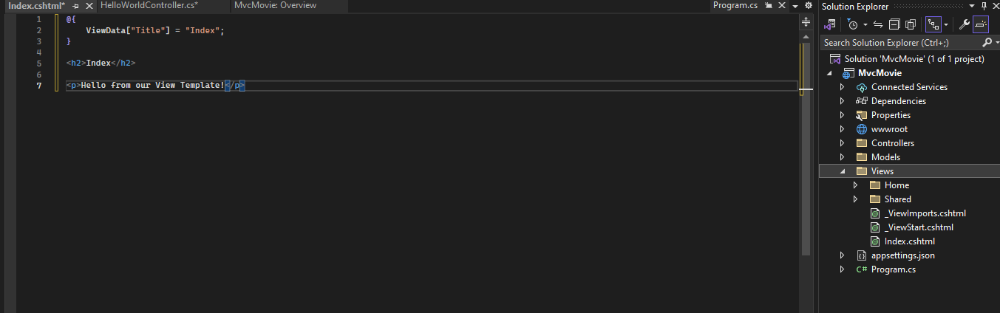 Index.cshtml*
HelloWorldController.cs*
MvcMovie: Overview
Program.cs
1 @{
2 ViewData["Title"] = "Index";
3 }
4
5 <h2>Index</h2>
6
7 <p>Hello from our View Template!</p>
Solution Explorer
Search Solution Explorer (Ctrl+;)
Solution 'MvcMovie' (1 of 1 project)
MvcMovie
Connected Services
Dependencies
Properties
wwwroot
Controllers
Models
Views
Home
Shared
_ViewImports.cshtml
_ViewStart.cshtml
Index.cshtml
appsettings.json
C# Program.cs